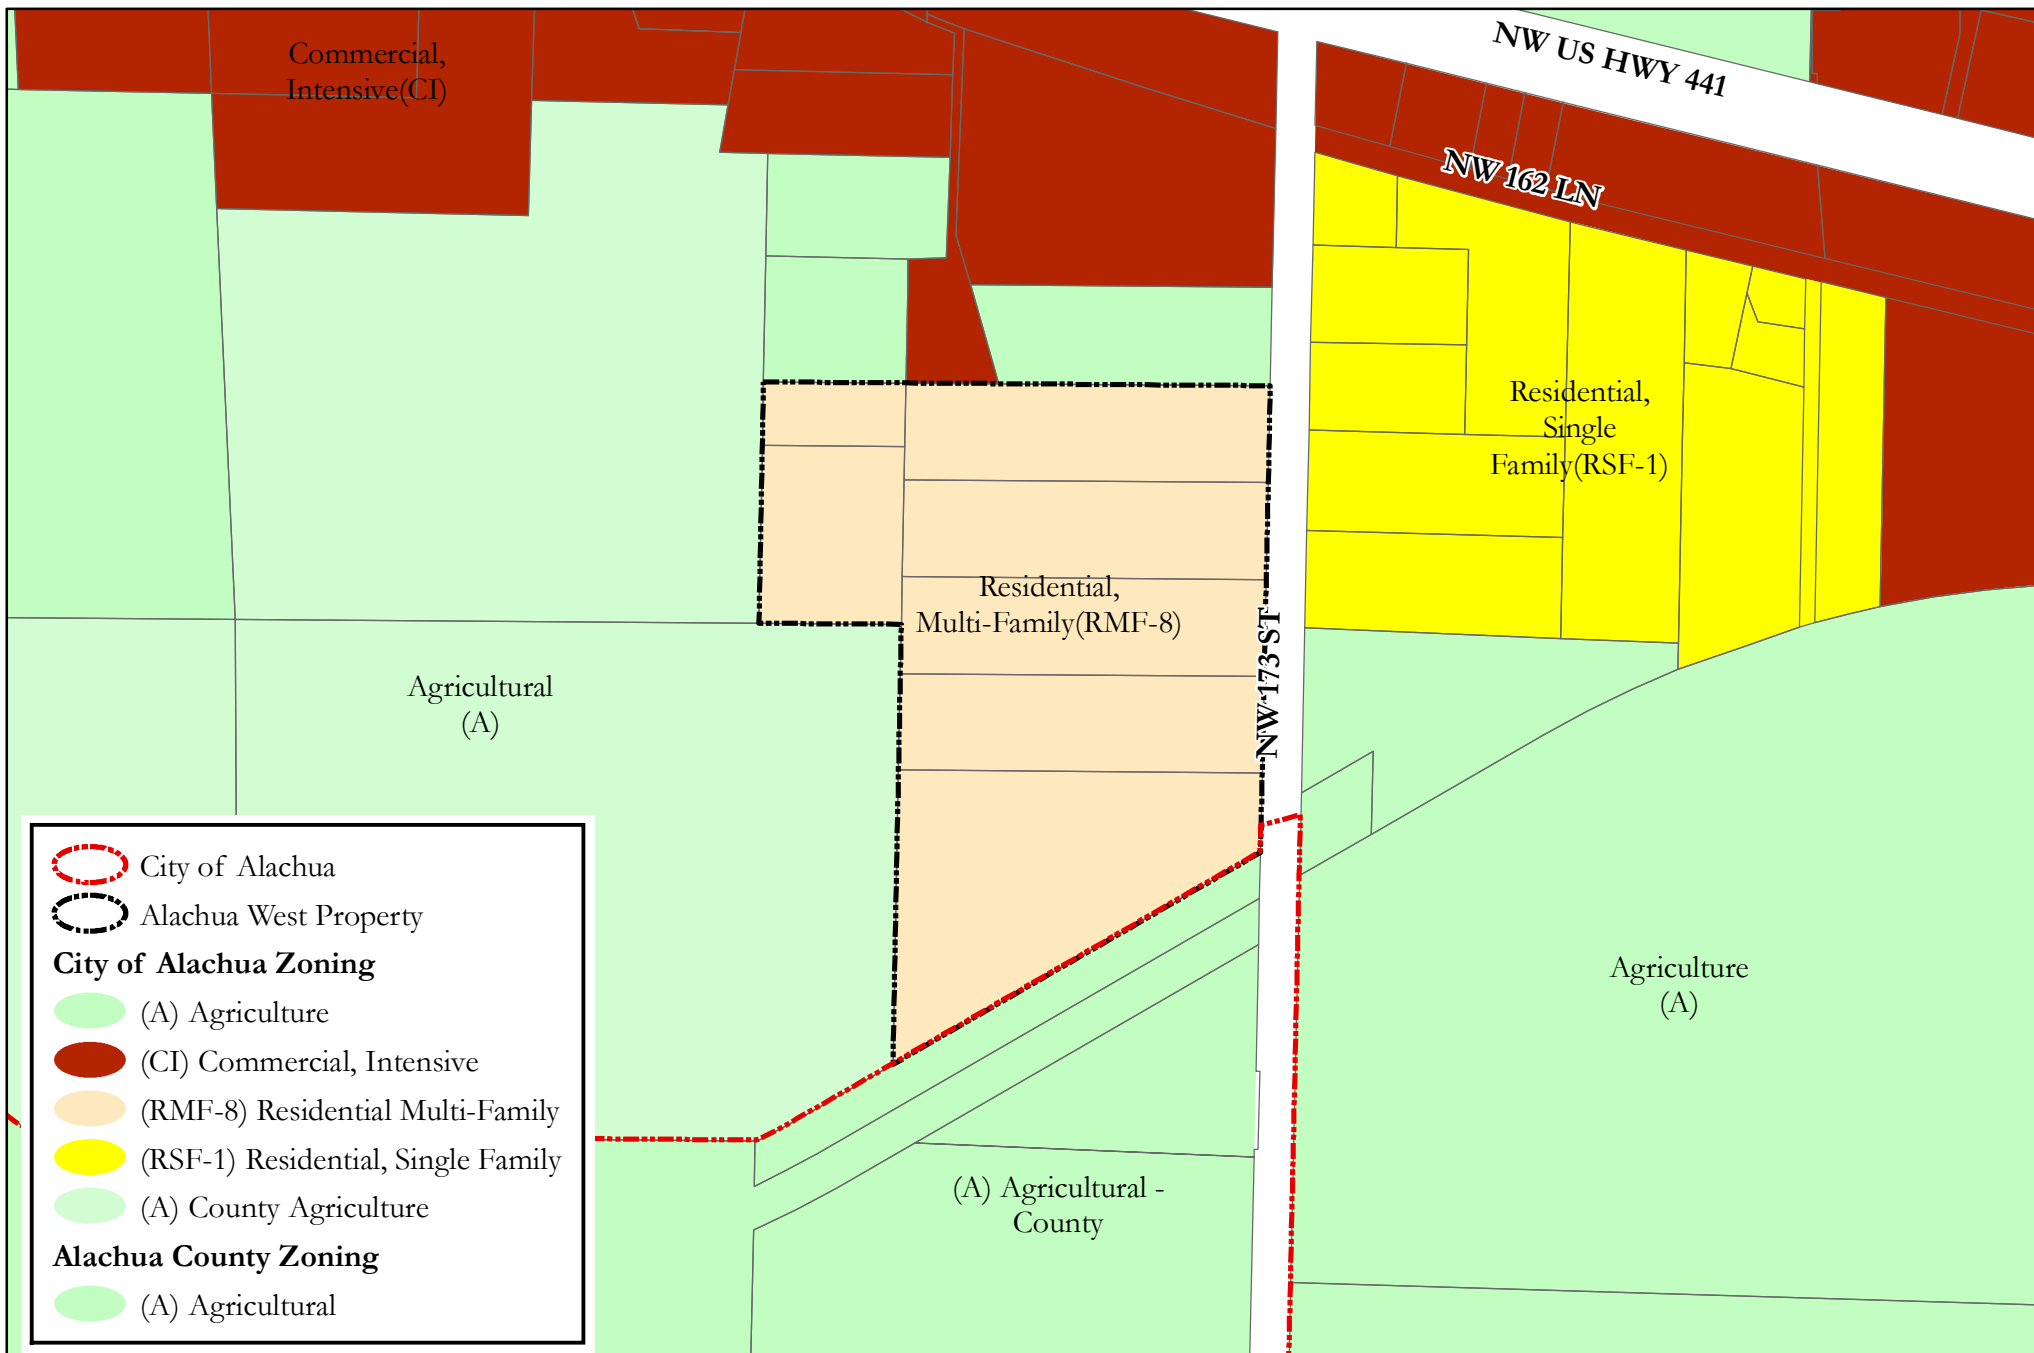 Commercial,
Intensive(CI)
NW US HWY 441
NW 162 LN
Residential,
Single
Family(RSF-1)
Residential,
Multi-Family(RMF-8)
NW 173 ST
Agricultural
(A)
Agriculture
(A)
(A) Agricultural -
County
City of Alachua
Alachua West Property
City of Alachua Zoning
(A) Agriculture
(CI) Commercial, Intensive
(RMF-8) Residential Multi-Family
(RSF-1) Residential, Single Family
(A) County Agriculture
Alachua County Zoning
(A) Agricultural